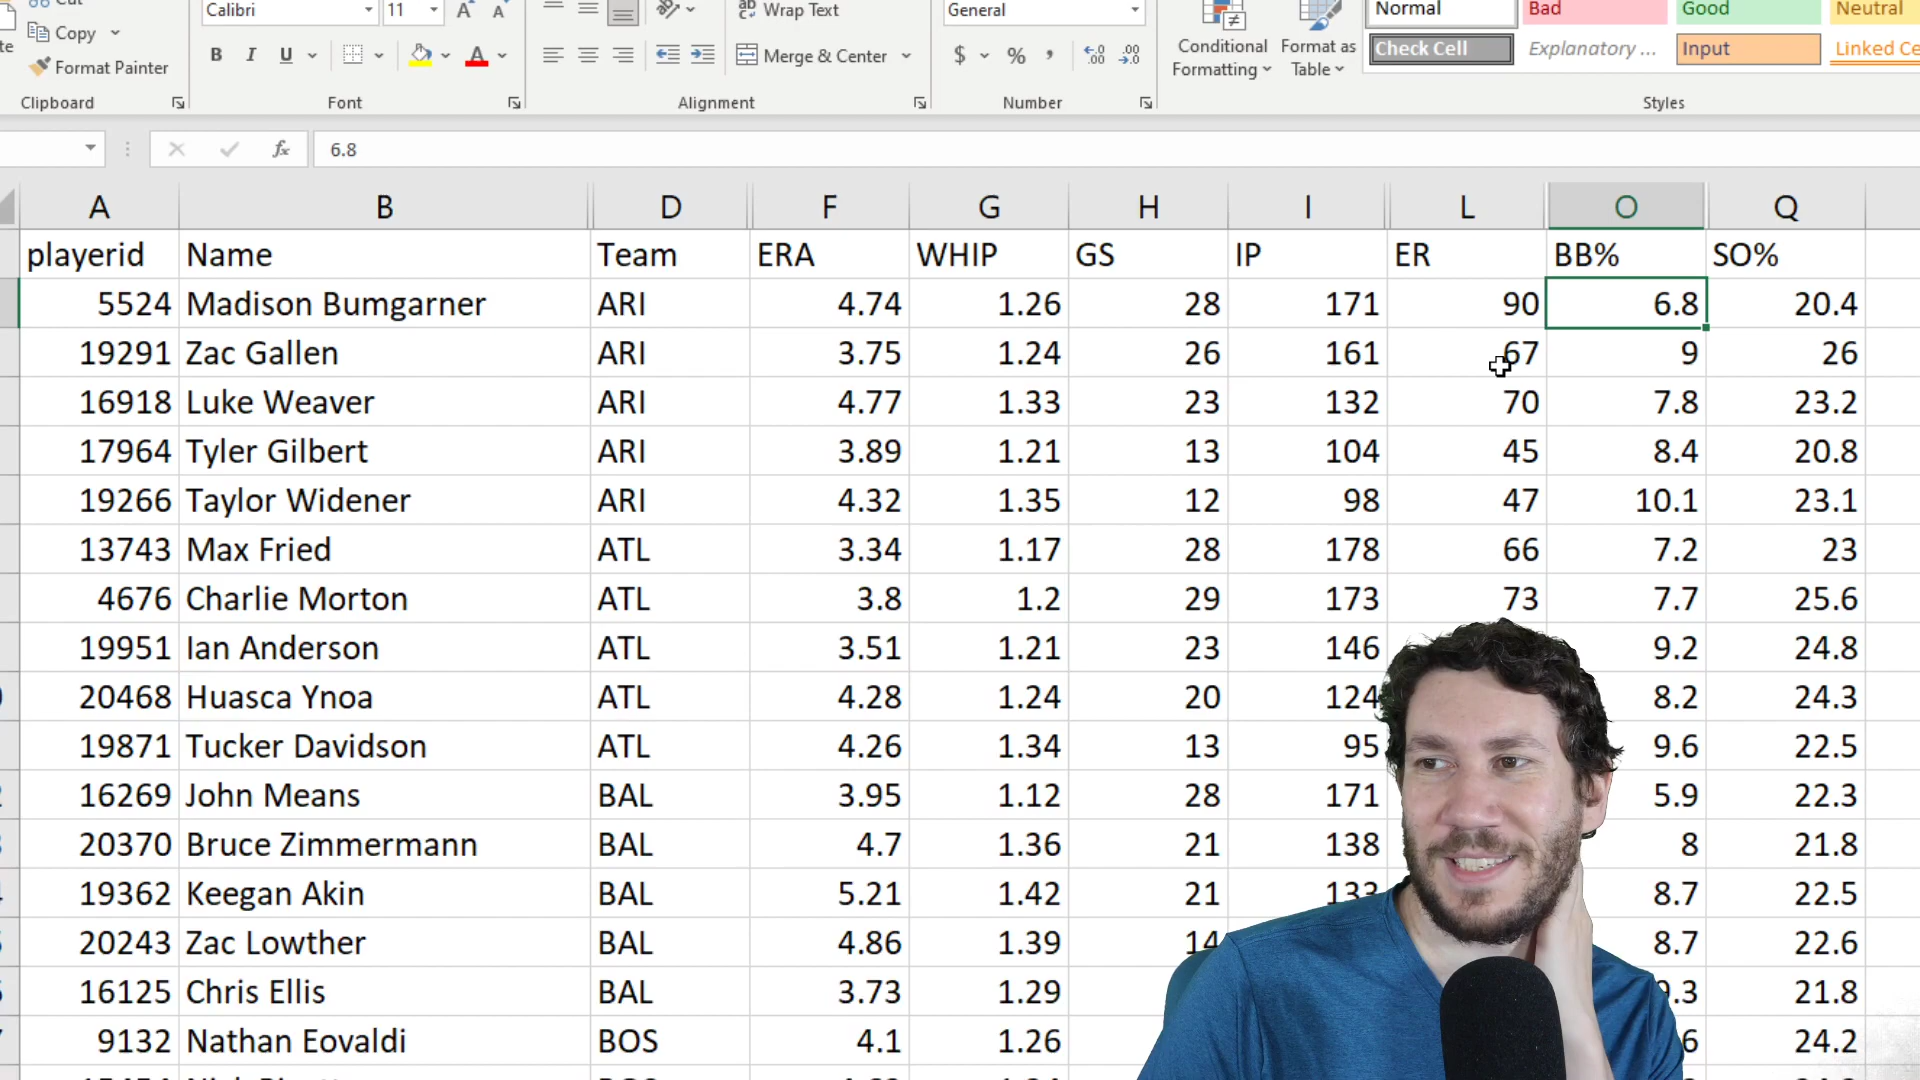 Calibri 11 Wrap Text General Normal Bad Good Neutral
Copy Merge & Center Conditional Formatting Format as Table Check Cell Explanatory ... Input Linked Ce
Format Painter
Clipboard Font Alignment Number Styles
fx 6.8
A B D F G H I L O Q
playerid Name Team ERA WHIP GS IP ER BB% SO%
5524 Madison Bumgarner ARI 4.74 1.26 28 171 90 6.8 20.4
19291 Zac Gallen ARI 3.75 1.24 26 161 67 9 26
16918 Luke Weaver ARI 4.77 1.33 23 132 70 7.8 23.2
17964 Tyler Gilbert ARI 3.89 1.21 13 104 45 8.4 20.8
19266 Taylor Widener ARI 4.32 1.35 12 98 47 10.1 23.1
13743 Max Fried ATL 3.34 1.17 28 178 66 7.2 23
4676 Charlie Morton ATL 3.8 1.2 29 173 73 7.7 25.6
19951 Ian Anderson ATL 3.51 1.21 23 146 9.2 24.8
20468 Huasca Ynoa ATL 4.28 1.24 20 124 8.2 24.3
19871 Tucker Davidson ATL 4.26 1.34 13 95 9.6 22.5
16269 John Means BAL 3.95 1.12 28 171 5.9 22.3
20370 Bruce Zimmermann BAL 4.7 1.36 21 138 8 21.8
19362 Keegan Akin BAL 5.21 1.42 21 133 8.7 22.5
20243 Zac Lowther BAL 4.86 1.39 14 8.7 22.6
16125 Chris Ellis BAL 3.73 1.29 .3 21.8
9132 Nathan Eovaldi BOS 4.1 1.26 6 24.2